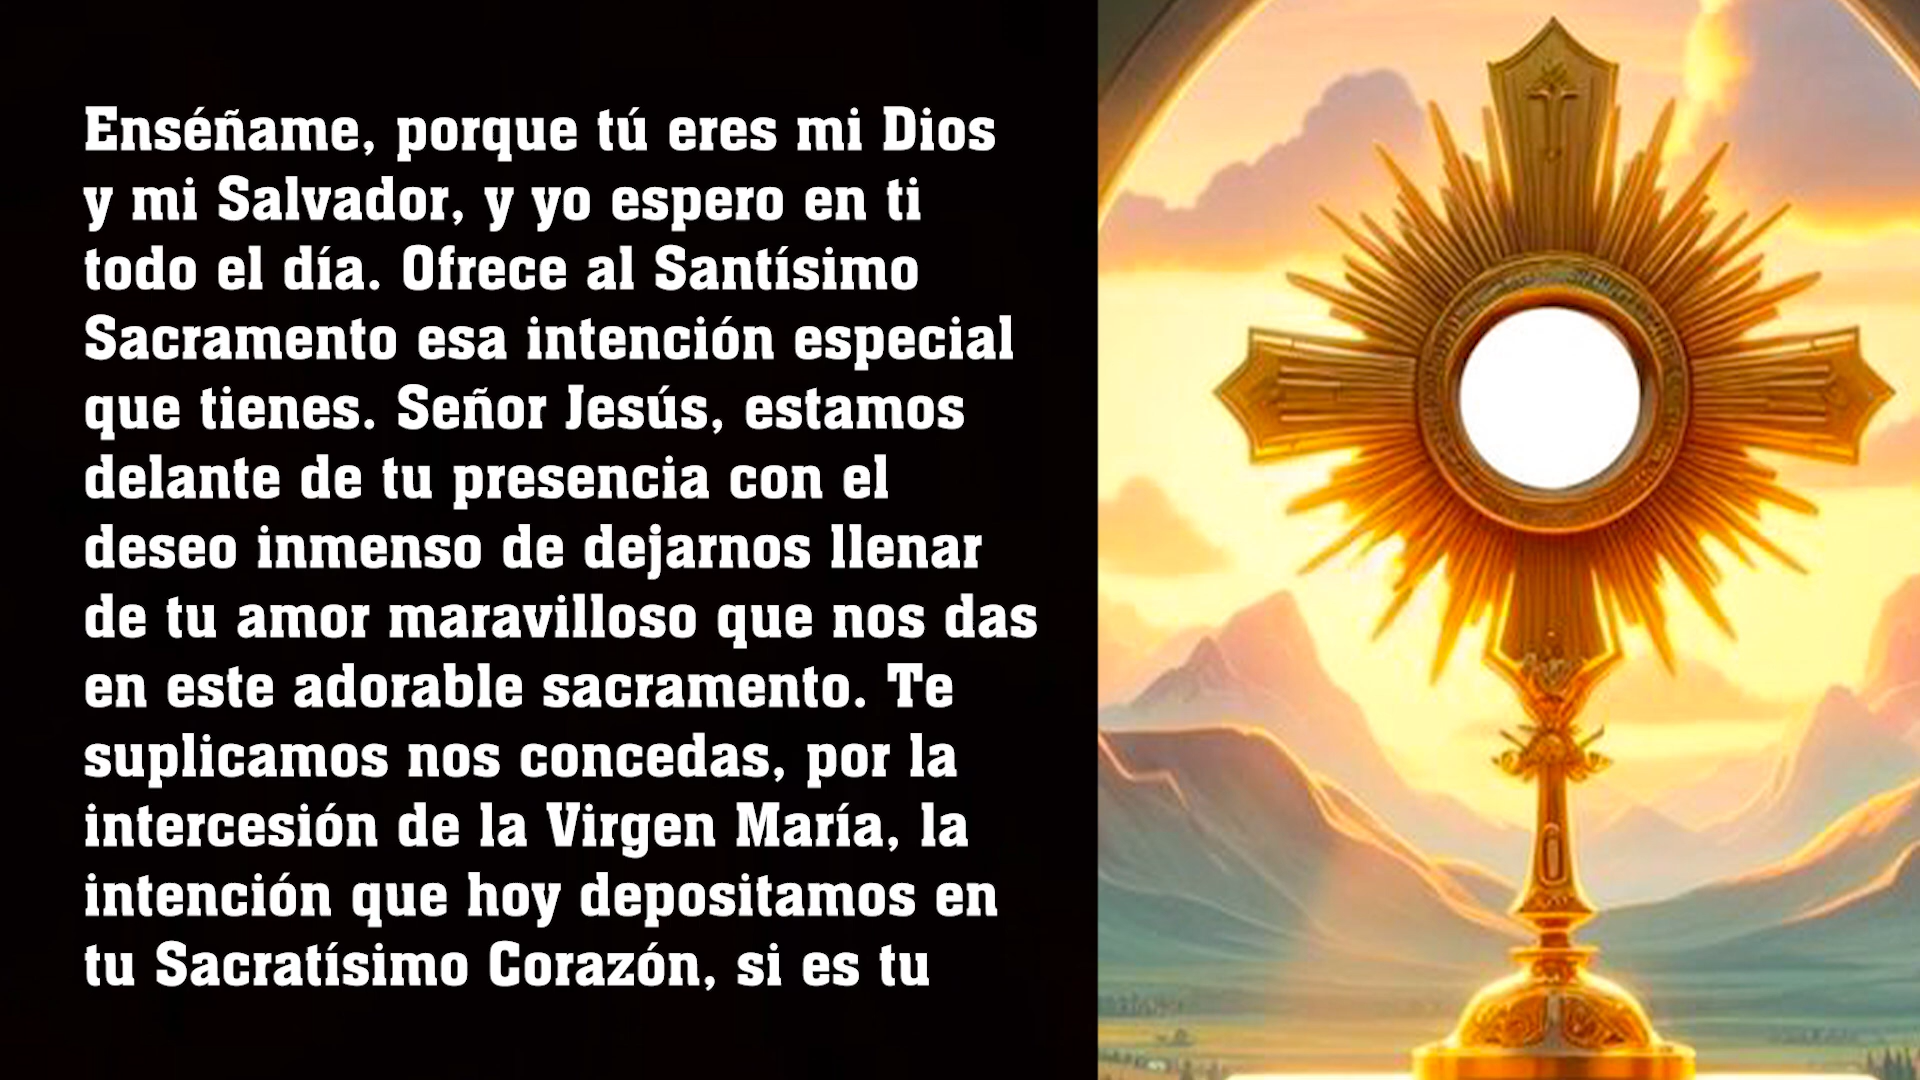 Enséñame, porque tú eres mi Dios
y mi Salvador, y yo espero en ti
todo el día. Ofrece al Santísimo
Sacramento esa intención especial
que tienes. Señor Jesús, estamos
delante de tu presencia con el
deseo inmenso de dejarnos llenar
de tu amor maravilloso que nos das
en este adorable sacramento. Te
suplicamos nos concedas, por la
intercesión de la Virgen María, la
intención que hoy depositamos en
tu Sacratísimo Corazón, si es tu